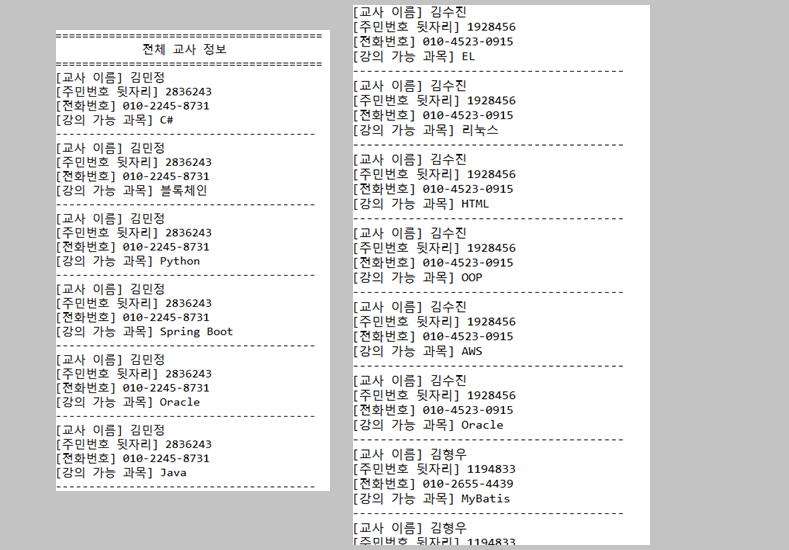 ========================================
전체 교사 정보
========================================
[교사 이름] 김민정
[주민번호 뒷자리] 2836243
[전화번호] 010-2245-8731
[강의 가능 과목] C#
---------------------------------------
[교사 이름] 김민정
[주민번호 뒷자리] 2836243
[전화번호] 010-2245-8731
[강의 가능 과목] 블록체인
---------------------------------------
[교사 이름] 김민정
[주민번호 뒷자리] 2836243
[전화번호] 010-2245-8731
[강의 가능 과목] Python
---------------------------------------
[교사 이름] 김민정
[주민번호 뒷자리] 2836243
[전화번호] 010-2245-8731
[강의 가능 과목] Spring Boot
---------------------------------------
[교사 이름] 김민정
[주민번호 뒷자리] 2836243
[전화번호] 010-2245-8731
[강의 가능 과목] Oracle
---------------------------------------
[교사 이름] 김민정
[주민번호 뒷자리] 2836243
[전화번호] 010-2245-8731
[강의 가능 과목] Java
---------------------------------------
[교사 이름] 김수진
[주민번호 뒷자리] 1928456
[전화번호] 010-4523-0915
[강의 가능 과목] EL
---------------------------------------
[교사 이름] 김수진
[주민번호 뒷자리] 1928456
[전화번호] 010-4523-0915
[강의 가능 과목] 리눅스
---------------------------------------
[교사 이름] 김수진
[주민번호 뒷자리] 1928456
[전화번호] 010-4523-0915
[강의 가능 과목] HTML
---------------------------------------
[교사 이름] 김수진
[주민번호 뒷자리] 1928456
[전화번호] 010-4523-0915
[강의 가능 과목] OOP
---------------------------------------
[교사 이름] 김수진
[주민번호 뒷자리] 1928456
[전화번호] 010-4523-0915
[강의 가능 과목] AWS
---------------------------------------
[교사 이름] 김수진
[주민번호 뒷자리] 1928456
[전화번호] 010-4523-0915
[강의 가능 과목] Oracle
---------------------------------------
[교사 이름] 김형우
[주민번호 뒷자리] 1194833
[전화번호] 010-2655-4439
[강의 가능 과목] MyBatis
---------------------------------------
[교사 이름] 김형우
[주민번호 뒷자리] 1194833